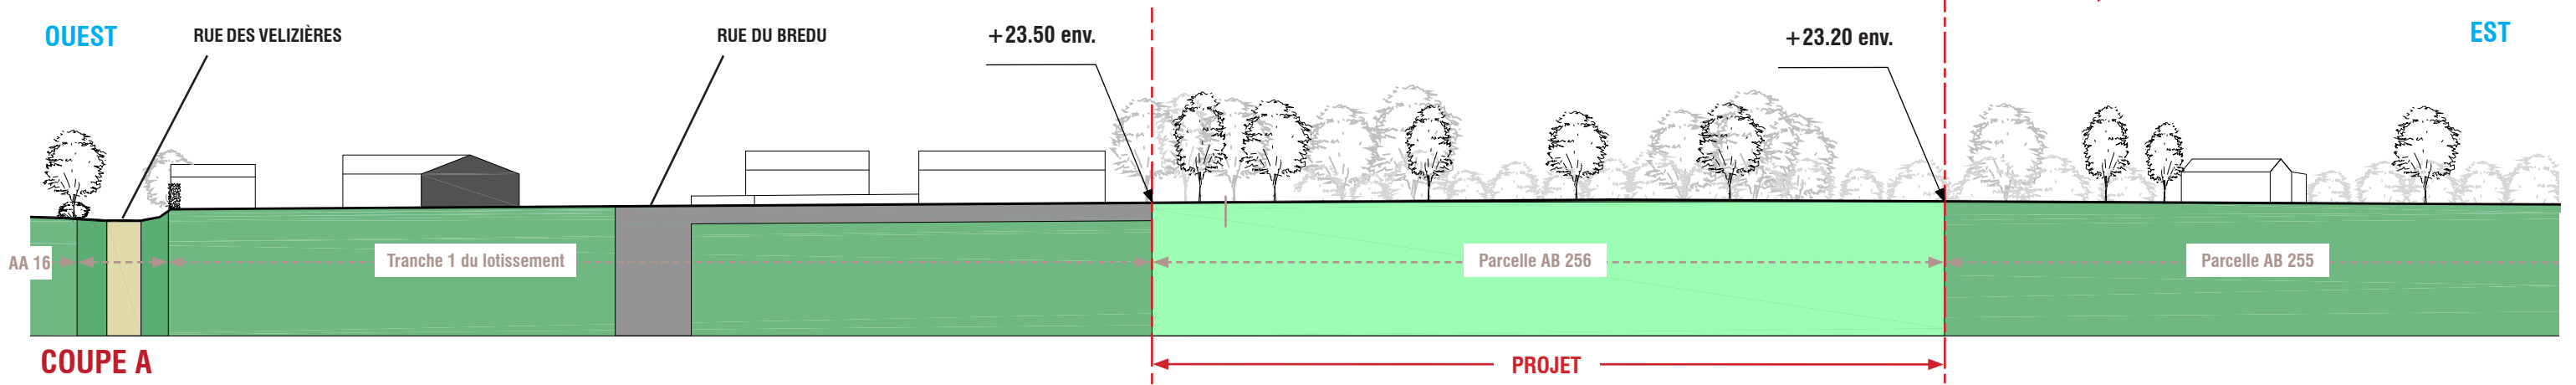 OUEST
RUE DES VELIZIÈRES
RUE DU BREDU
+23.50 env.
+23.20 env.
EST
AA 16
Tranche 1 du lotissement
Parcelle AB 256
Parcelle AB 255
COUPE A
PROJET